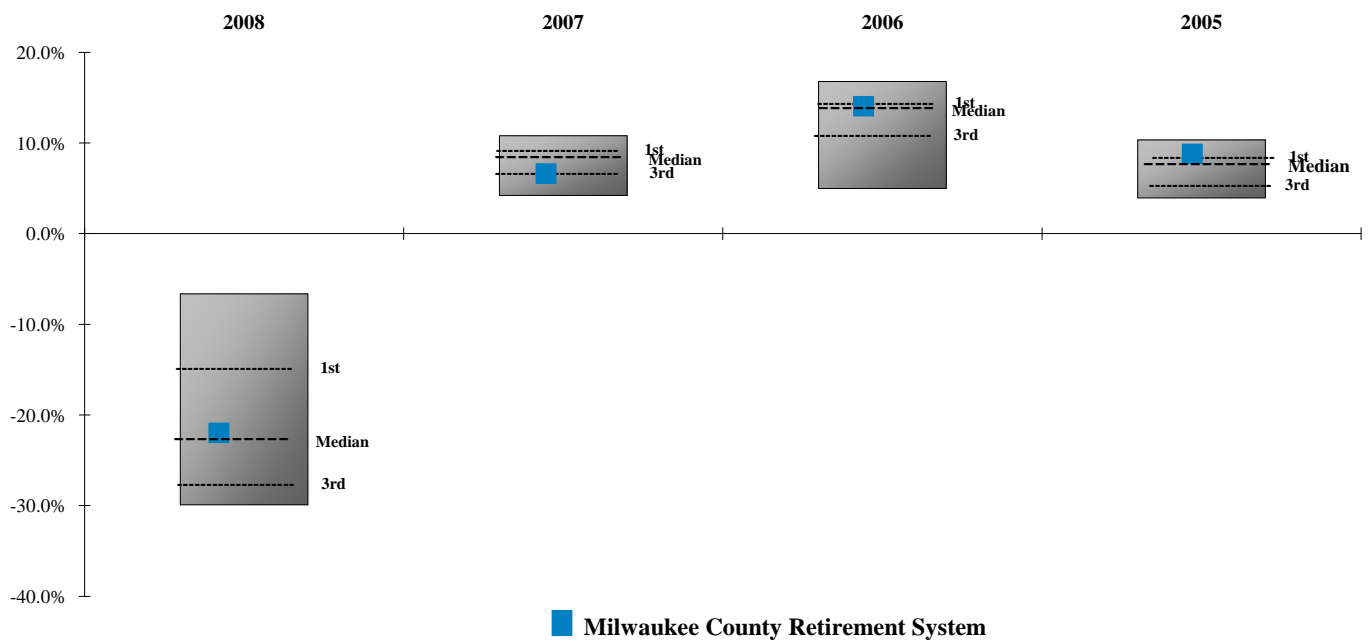 2008 2007 2006 2005
20.0%
10.0%
0.0%
-10.0%
-20.0%
-30.0%
-40.0%
1st
Median
3rd
1st
Median
3rd
1st
Median
3rd
1st
Median
3rd
Milwaukee County Retirement System